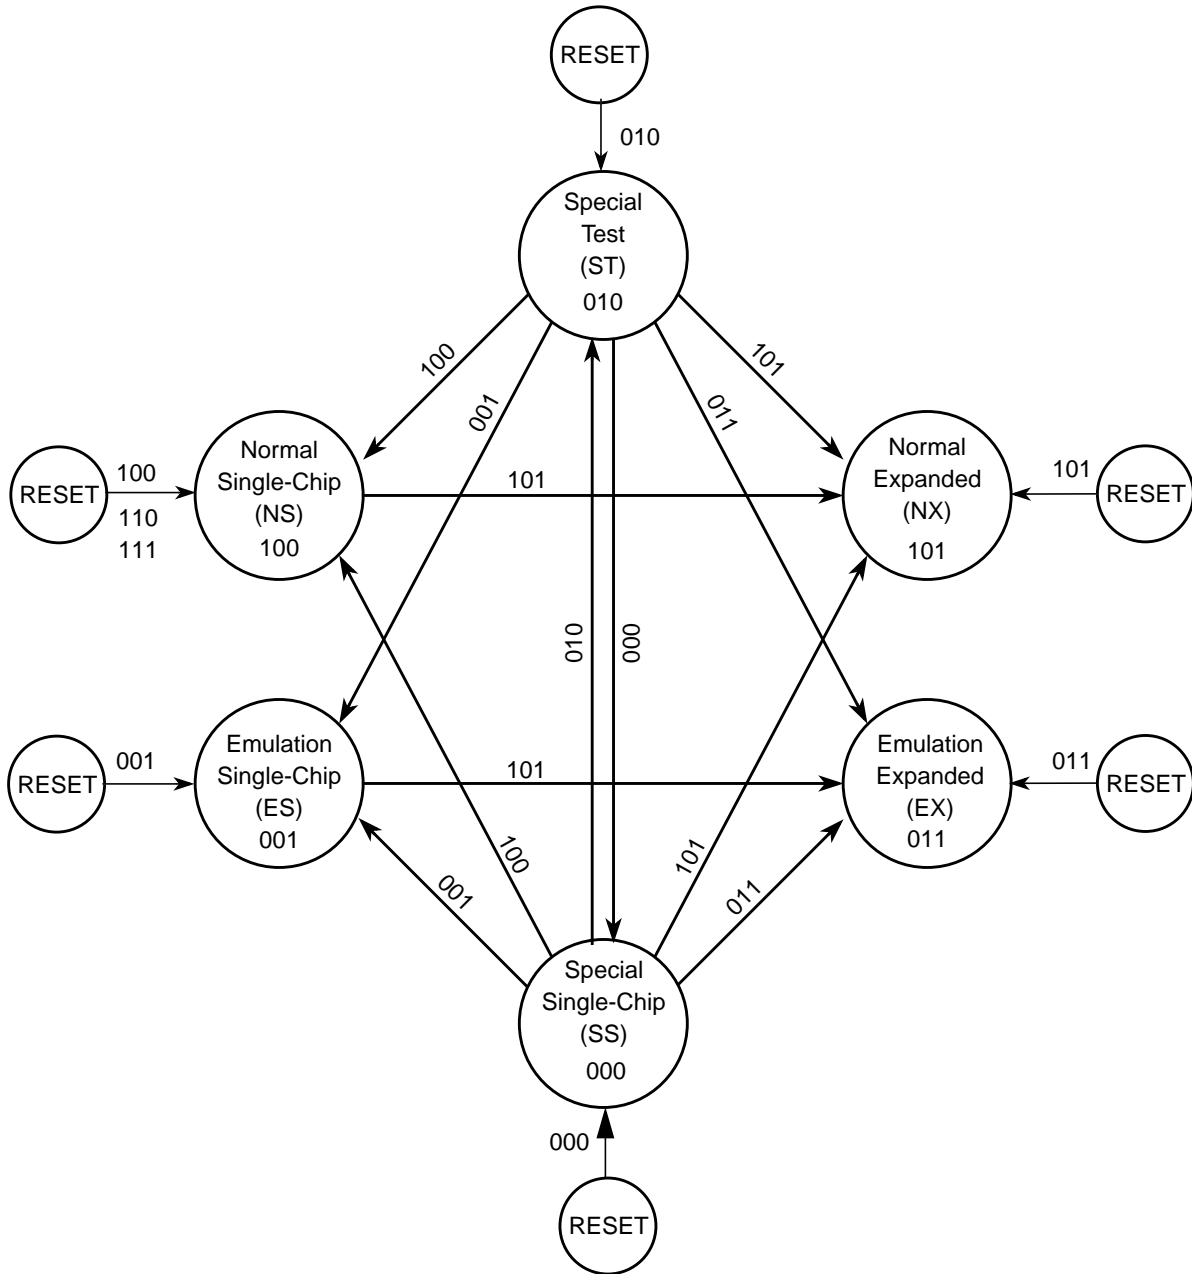 RESET
010
Special
Test
(ST)
010
100
101
001
011
Normal
Single-Chip
(NS)
100
Normal
Expanded
(NX)
101
RESET
100
110
111
101
101
RESET
010
000
Emulation
Single-Chip
(ES)
001
Emulation
Expanded
(EX)
011
RESET
001
101
011
RESET
100
101
001
011
Special
Single-Chip
(SS)
000
000
RESET